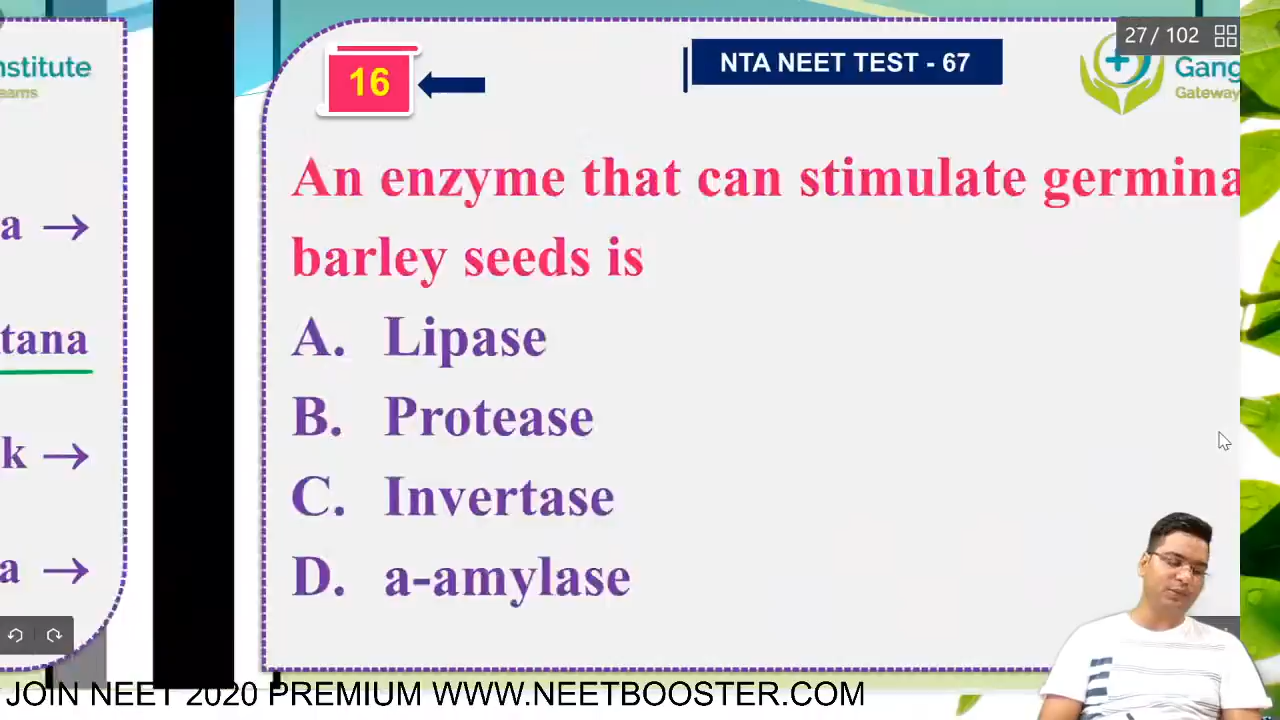 nstitute
eams
a →
tana
k →
a →
27 / 102
16
NTA NEET TEST - 67
Gang
Gateway
An enzyme that can stimulate germina
barley seeds is
A. Lipase
B. Protease
C. Invertase
D. a-amylase
JOIN NEET 2020 PREMIUM WWW.NEETBOOSTER.COM